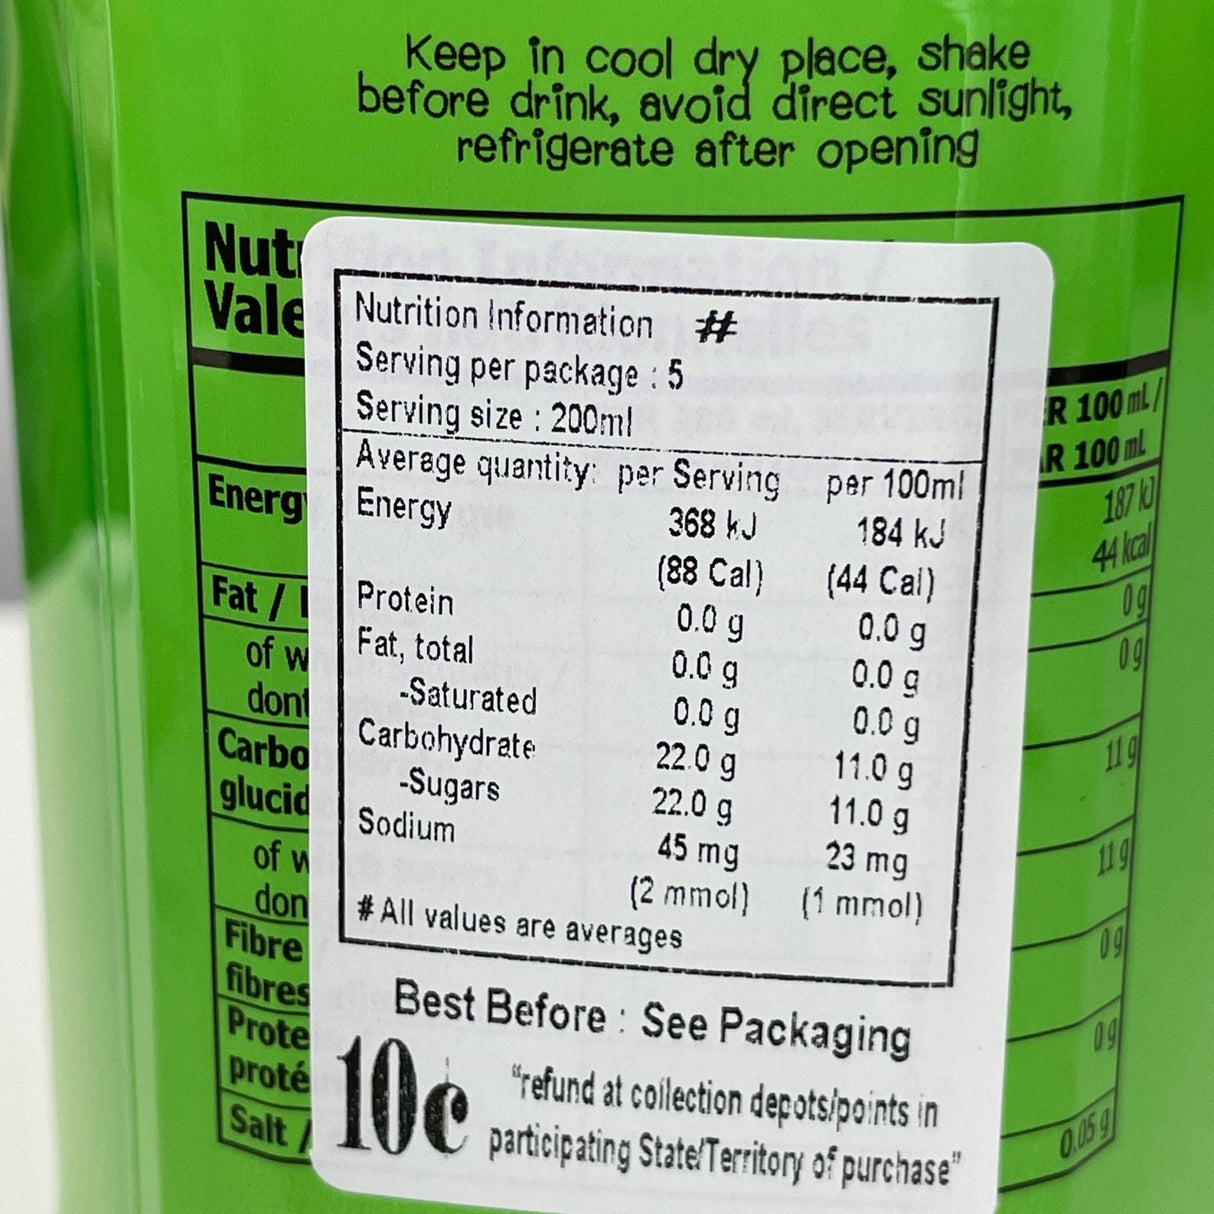 Keep in cool dry place, shake
before drink, avoid direct sunlight,
refrigerate after opening
Nutrition Information #
Serving per package : 5
Serving size : 200ml
Average quantity: per Serving per 100ml
Energy 368 kJ 184 kJ
(88 Cal) (44 Cal)
Protein 0.0 g 0.0 g
Fat, total 0.0 g 0.0 g
-Saturated 0.0 g 0.0 g
Carbohydrate 22.0 g 11.0 g
-Sugars 22.0 g 11.0 g
Sodium 45 mg 23 mg
(2 mmol) (1 mmol)
# All values are averages
Best Before : See Packaging
10¢ "refund at collection depots/points in
participating State/Territory of purchase"
Nut
Vale
R 100 mL /
R 100 mL
Energ 187 kJ
44 kcal
Fat / 0 g
of w 0 g
dont
Carbo 11 g
glucid
of w 11 g
don
Fibre 0 g
fibres
Prote 0 g
proté
Salt / 0.05 g